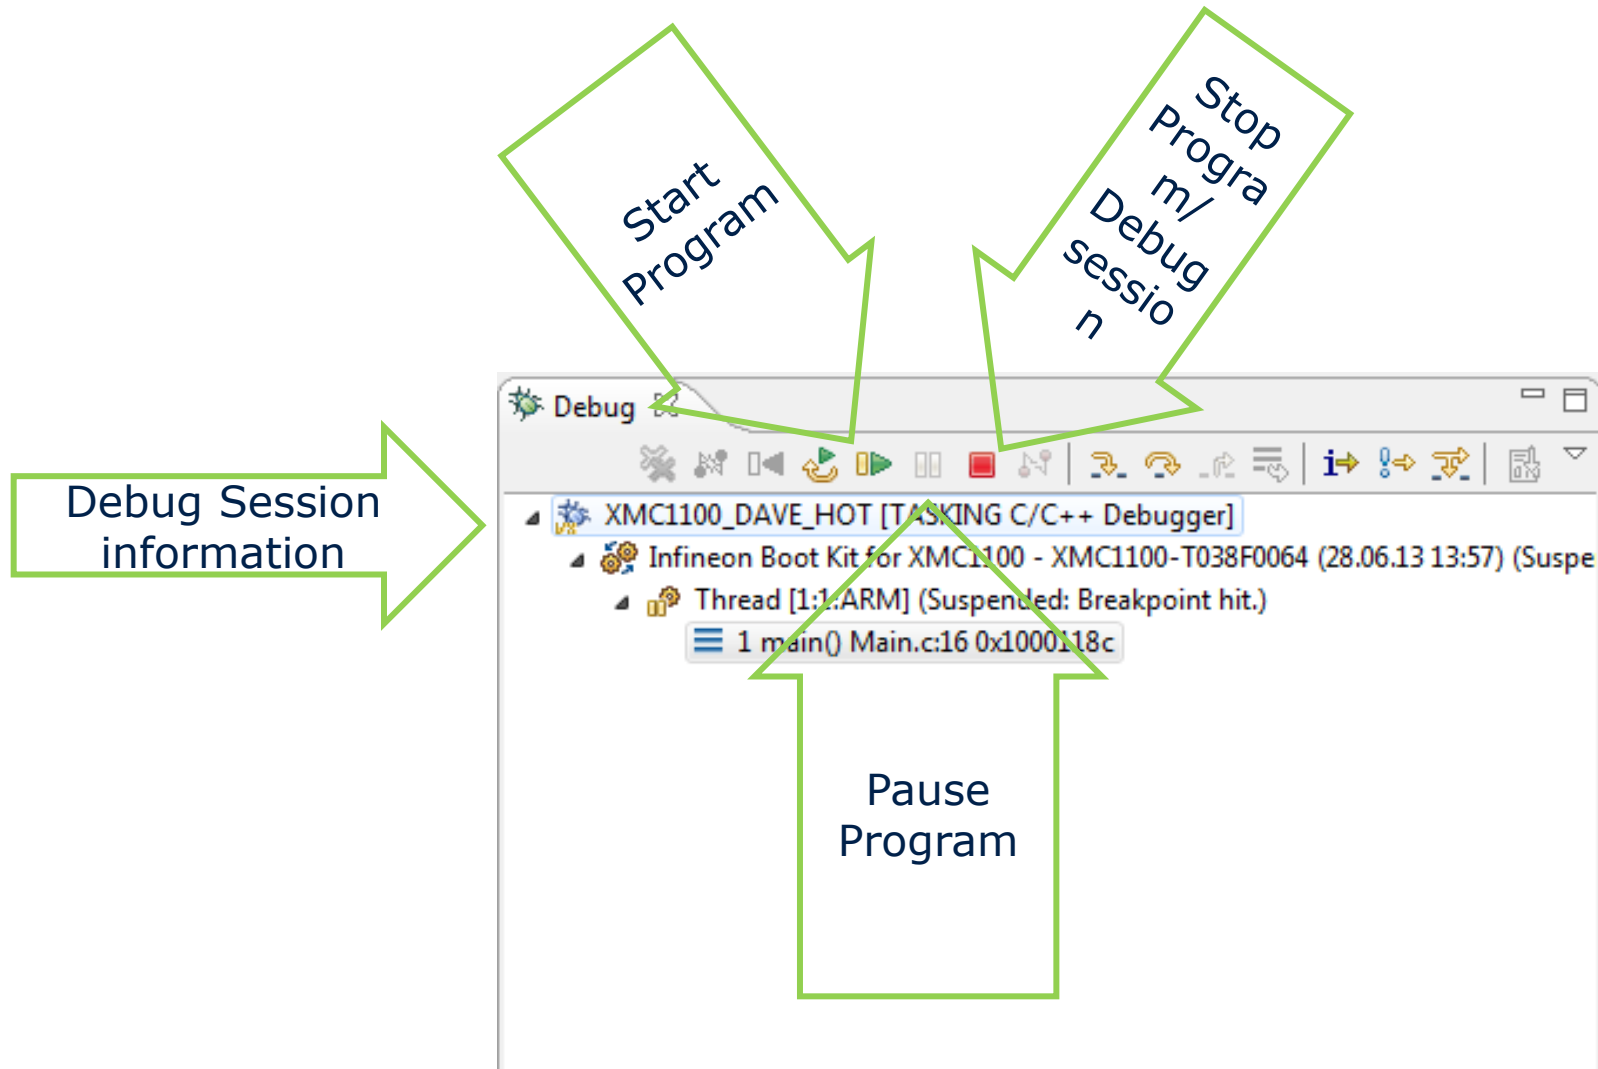 Start
Program
Stop
Progra
m/
Debug
sessio
n
Debug Session
information
Debug
XMC1100_DAVE_HOT [TASKING C/C++ Debugger]
Infineon Boot Kit for XMC1100 - XMC1100-T038F0064 (28.06.13 13:57) (Suspe
Thread [1:1:ARM] (Suspended: Breakpoint hit.)
1 main() Main.c:16 0x1000118c
Pause
Program